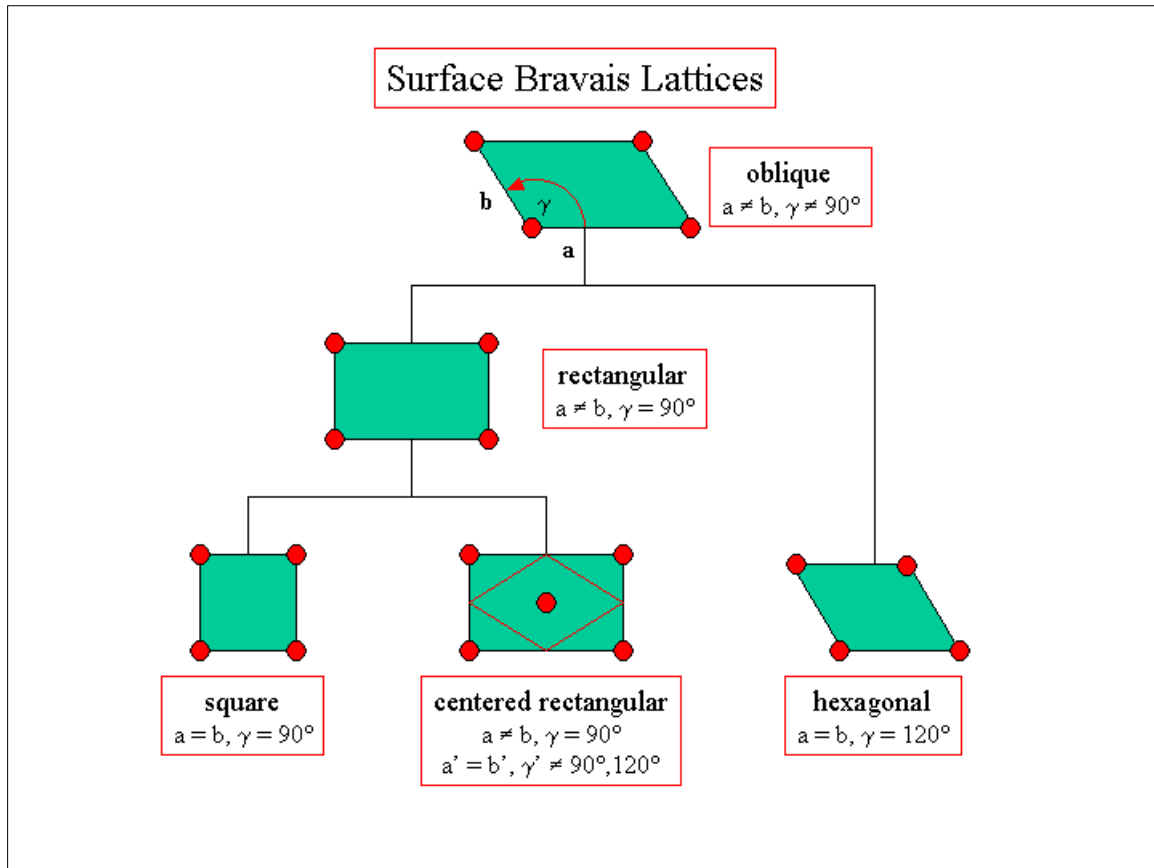 Surface Bravais Lattices
oblique
a ≠ b, γ ≠ 90°
b
γ
a
rectangular
a ≠ b, γ = 90°
square
a = b, γ = 90°
centered rectangular
a ≠ b, γ = 90°
a’ = b’, γ’ ≠ 90°,120°
hexagonal
a = b, γ = 120°